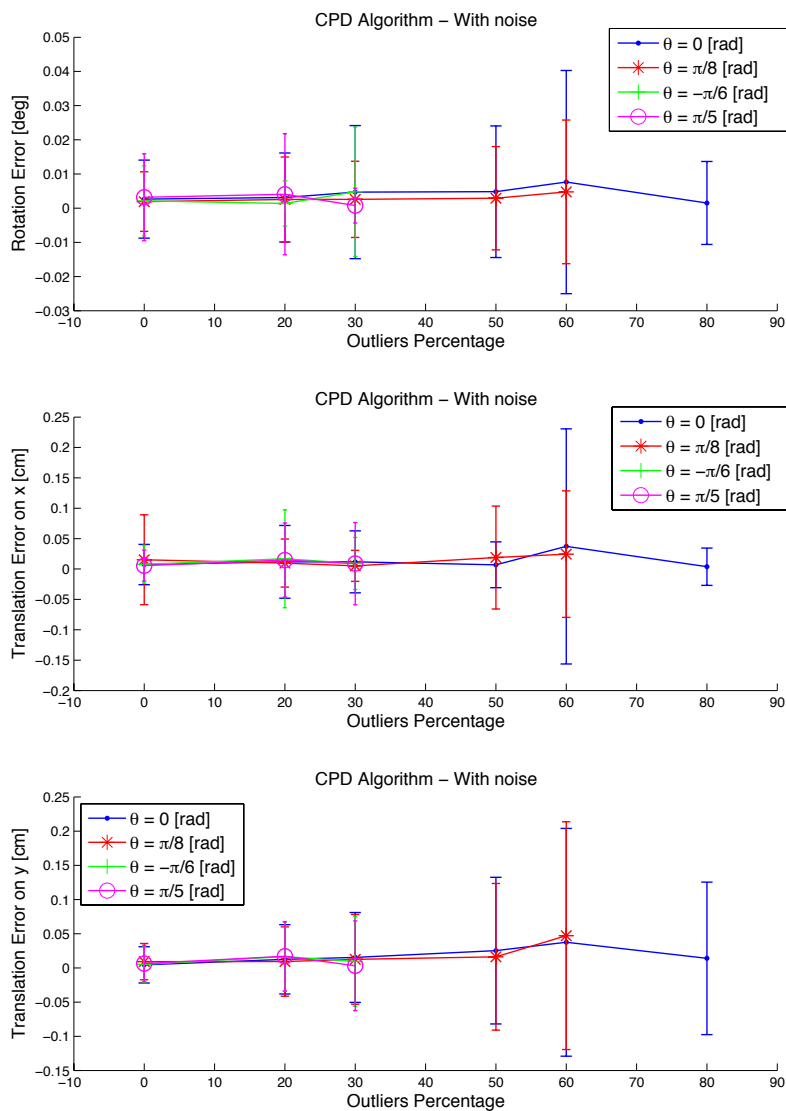 CPD Algorithm – With noise
0.05
0.04
0.03
0.02
0.01
0
−0.01
−0.02
−0.03
Rotation Error [deg]
θ = 0 [rad]
θ = π/8 [rad]
θ = −π/6 [rad]
θ = π/5 [rad]
−10 0 10 20 30 40 50 60 70 80 90
Outliers Percentage
CPD Algorithm – With noise
0.25
0.2
0.15
0.1
0.05
0
−0.05
−0.1
−0.15
−0.2
Translation Error on x [cm]
θ = 0 [rad]
θ = π/8 [rad]
θ = −π/6 [rad]
θ = π/5 [rad]
−10 0 10 20 30 40 50 60 70 80 90
Outliers Percentage
CPD Algorithm – With noise
0.25
0.2
0.15
0.1
0.05
0
−0.05
−0.1
−0.15
Translation Error on y [cm]
θ = 0 [rad]
θ = π/8 [rad]
θ = −π/6 [rad]
θ = π/5 [rad]
−10 0 10 20 30 40 50 60 70 80 90
Outliers Percentage